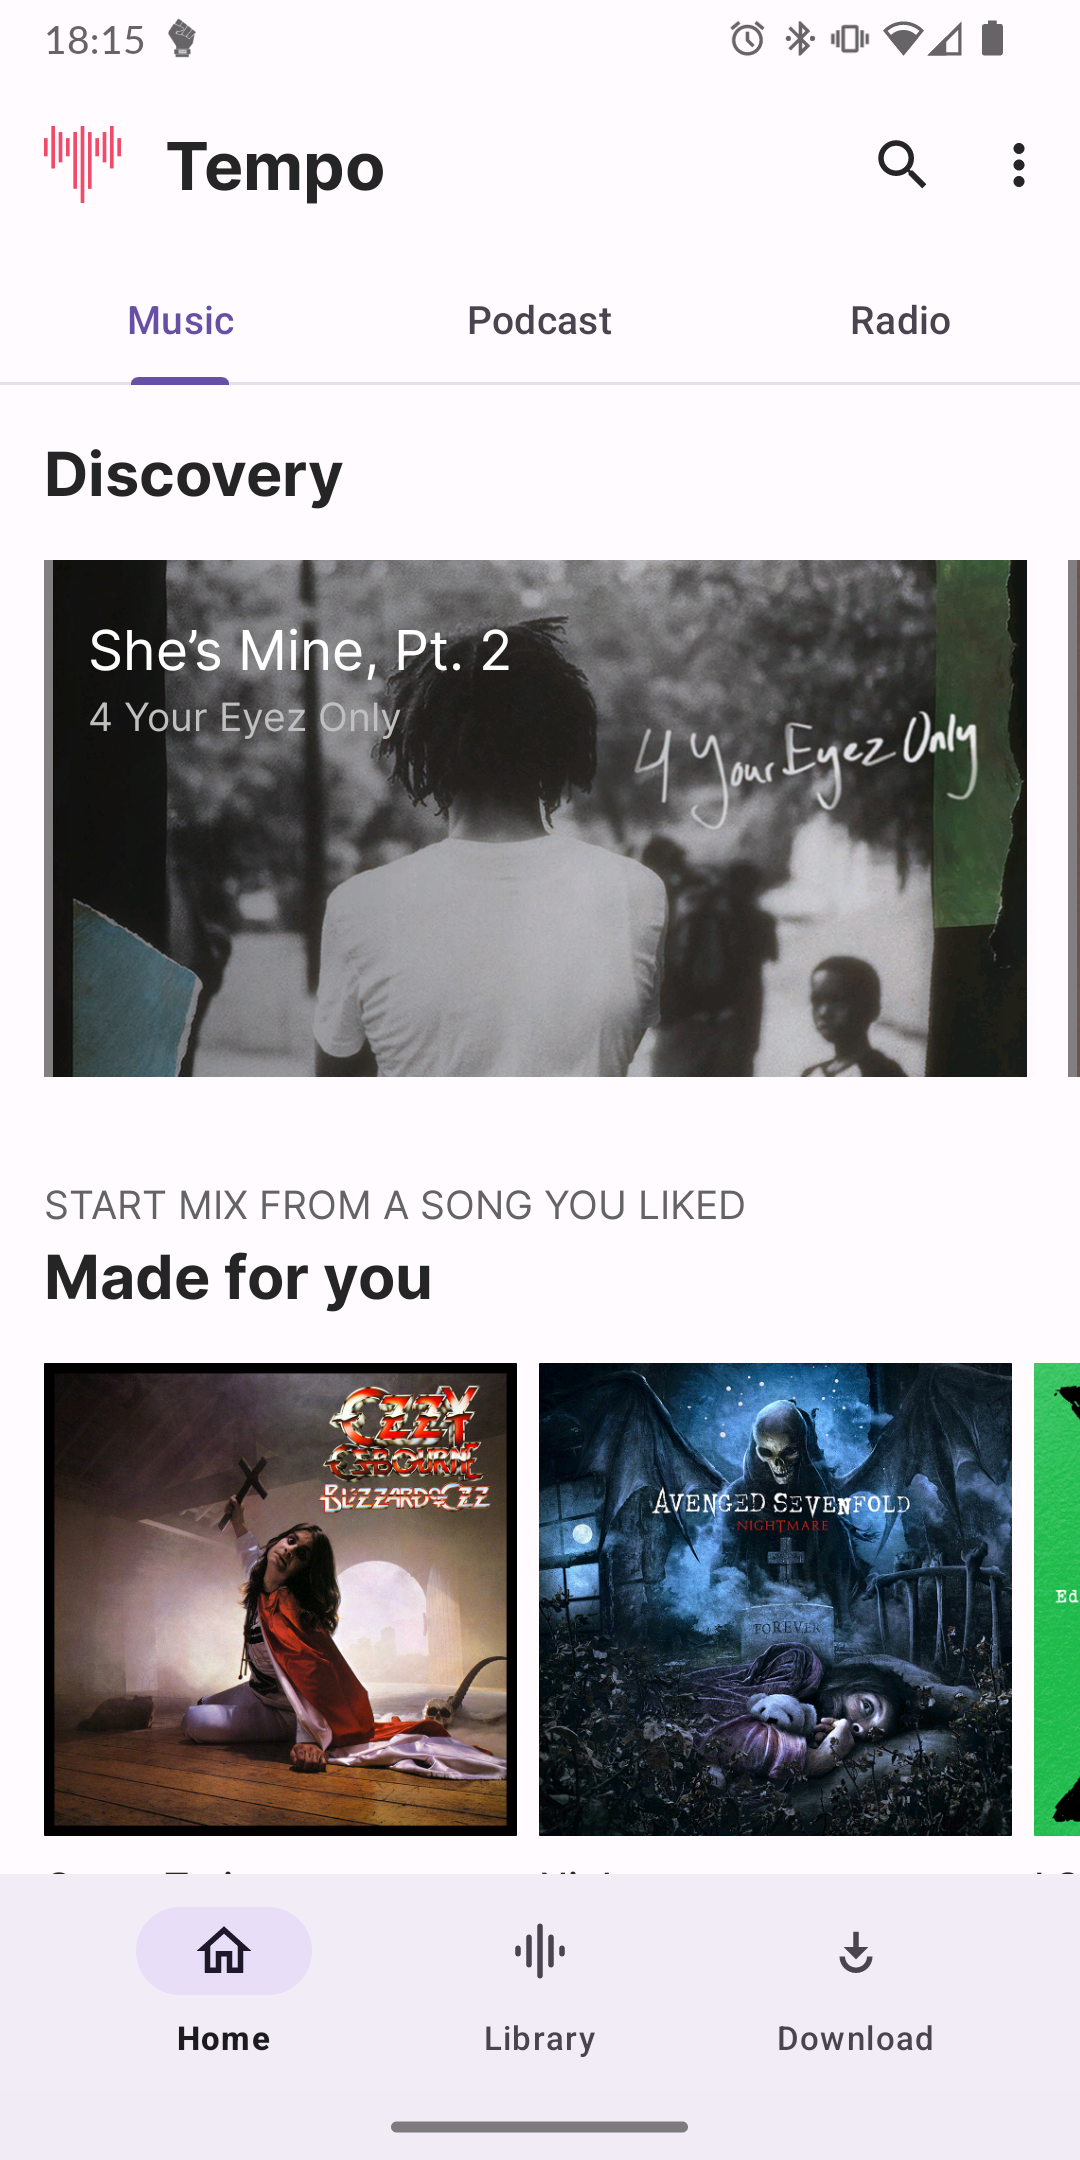 18:15
Tempo
Music Podcast Radio
Discovery
She’s Mine, Pt. 2
4 Your Eyez Only
4 Your Eyez Only
START MIX FROM A SONG YOU LIKED
Made for you
OZZY
OSBOURNE
BLIZZARD OF OZZ
AVENGED SEVENFOLD
NIGHTMARE
FOREVER
Ed
Home Library Download